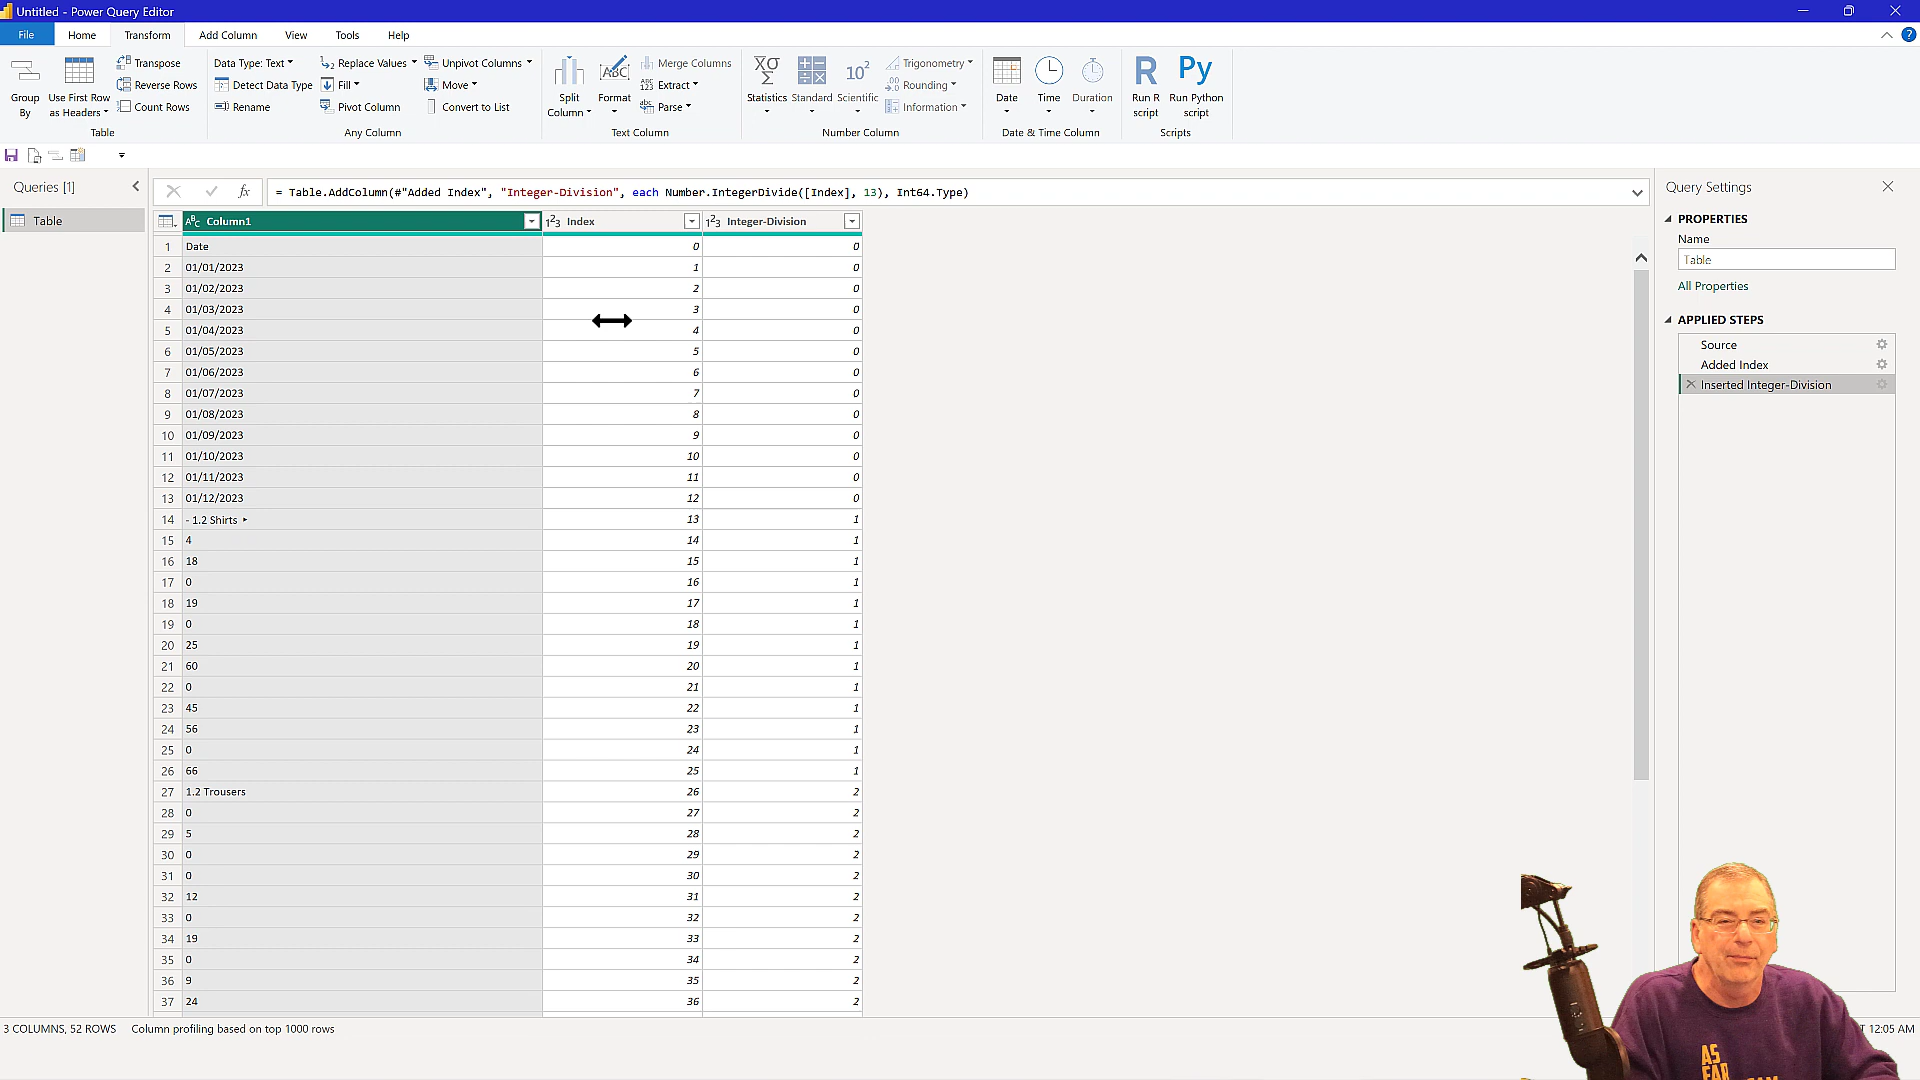 Untitled - Power Query Editor
File Home Transform Add Column View Tools Help
Group By
Use First Row as Headers
Transpose
Reverse Rows
Count Rows
Table
Data Type: Text
Detect Data Type
Rename
Replace Values
Fill
Pivot Column
Unpivot Columns
Move
Convert to List
Any Column
Split Column
ABC
Format
Merge Columns
Extract
Parse
Text Column
Statistics
Standard
10²
Scientific
Trigonometry
Rounding
Information
Number Column
Date
Time
Duration
Date & Time Column
R
Run R script
Py
Run Python script
Scripts
Queries [1]
Table
fx = Table.AddColumn(#"Added Index", "Integer-Division", each Number.IntegerDivide([Index], 13), Int64.Type)
ABC Column1 123 Index 123 Integer-Division
1 Date 0 0
2 01/01/2023 1 0
3 01/02/2023 2 0
4 01/03/2023 3 0
5 01/04/2023 4 0
6 01/05/2023 5 0
7 01/06/2023 6 0
8 01/07/2023 7 0
9 01/08/2023 8 0
10 01/09/2023 9 0
11 01/10/2023 10 0
12 01/11/2023 11 0
13 01/12/2023 12 0
14 - 1.2 Shirts ‣ 13 1
15 4 14 1
16 18 15 1
17 0 16 1
18 19 17 1
19 0 18 1
20 25 19 1
21 60 20 1
22 0 21 1
23 45 22 1
24 56 23 1
25 0 24 1
26 66 25 1
27 1.2 Trousers 26 2
28 0 27 2
29 5 28 2
30 0 29 2
31 0 30 2
32 12 31 2
33 0 32 2
34 19 33 2
35 0 34 2
36 9 35 2
37 24 36 2
Query Settings
PROPERTIES
Name
Table
All Properties
APPLIED STEPS
Source
Added Index
Inserted Integer-Division
3 COLUMNS, 52 ROWS Column profiling based on top 1000 rows
12:05 AM
AS
FAR